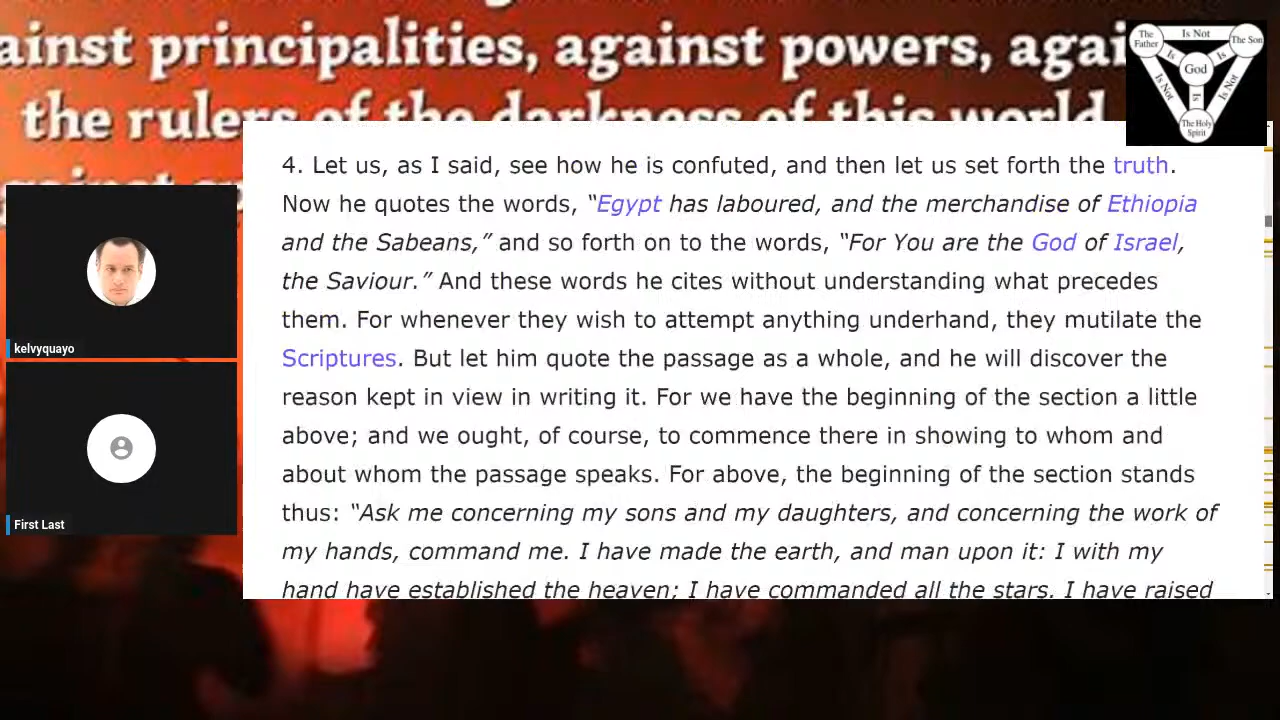 ainst principalities, against powers, agai
the rulers of the darkness of this world
The Father
Is Not
The Son
Is
Is
God
Is Not
Is
Is Not
The Holy Spirit
4. Let us, as I said, see how he is confuted, and then let us set forth the truth.
Now he quotes the words, “Egypt has laboured, and the merchandise of Ethiopia
and the Sabeans,” and so forth on to the words, “For You are the God of Israel,
the Saviour.” And these words he cites without understanding what precedes
them. For whenever they wish to attempt anything underhand, they mutilate the
Scriptures. But let him quote the passage as a whole, and he will discover the
reason kept in view in writing it. For we have the beginning of the section a little
above; and we ought, of course, to commence there in showing to whom and
about whom the passage speaks. For above, the beginning of the section stands
thus: “Ask me concerning my sons and my daughters, and concerning the work of
my hands, command me. I have made the earth, and man upon it: I with my
hand have established the heaven; I have commanded all the stars. I have raised
kelvyquayo
First Last